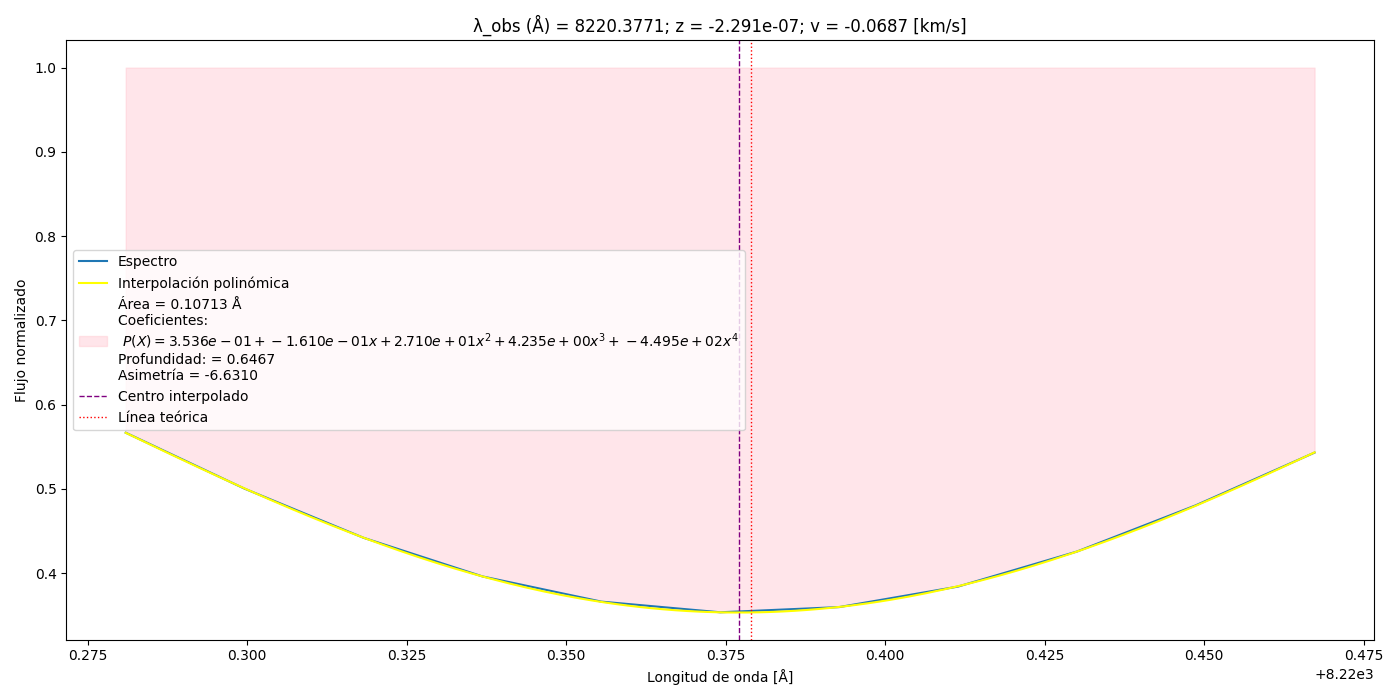 λ_obs (Å) = 8220.3771; z = -2.291e-07; v = -0.0687 [km/s]
Flujo normalizado
1.0
0.9
0.8
0.7
0.6
0.5
0.4
Espectro
Interpolación polinómica
Área = 0.10713 Å
Coeficientes:
P(X) = 3.536e − 01 + −1.610e − 01x + 2.710e + 01x² + 4.235e + 00x³ + −4.495e + 02x⁴
Profundidad: = 0.6467
Asimetría = -6.6310
Centro interpolado
Línea teórica
0.275 0.300 0.325 0.350 0.375 0.400 0.425 0.450 0.475
+8.22e3
Longitud de onda [Å]